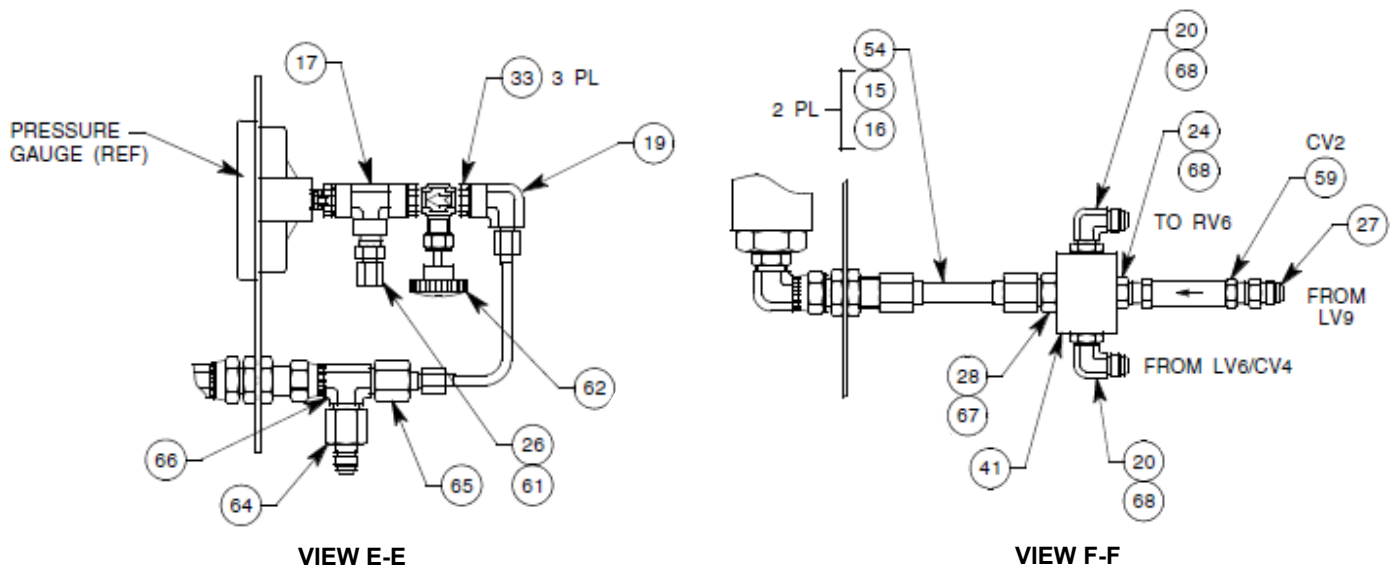 17
33 3 PL
PRESSURE
GAUGE (REF)
19
62
26
61
66
65
64
VIEW E-E
54
15
2 PL
16
20
68
24
68
CV2
59
27
TO RV6
FROM
LV9
FROM LV6/CV4
28
67
41
20
68
VIEW F-F